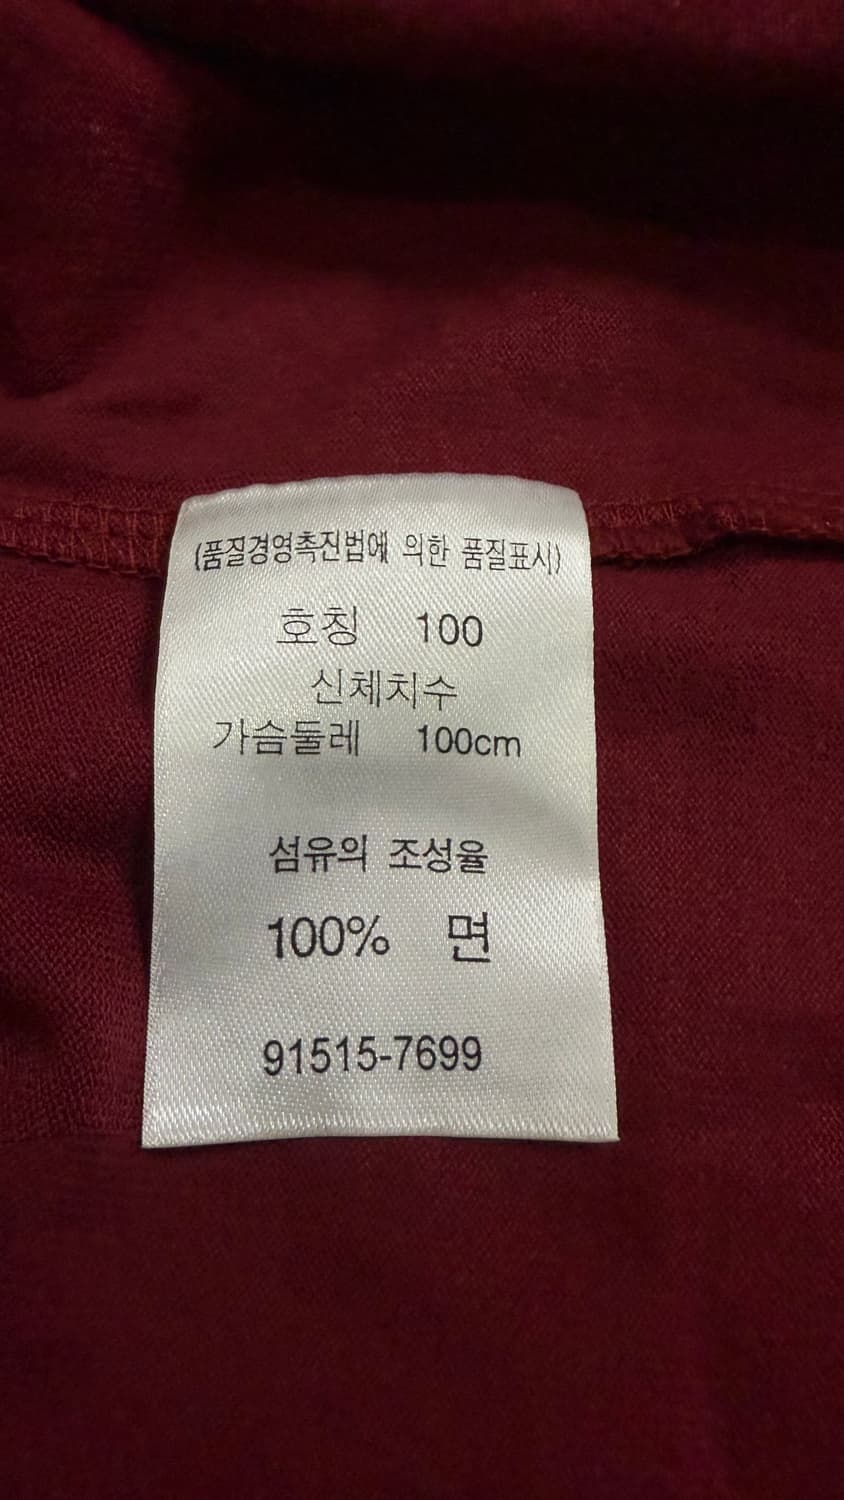 (품질경영촉진법에 의한 품질표시)
호칭 100
신체치수
가슴둘레 100cm
섬유의 조성율
100% 면
91515-7699